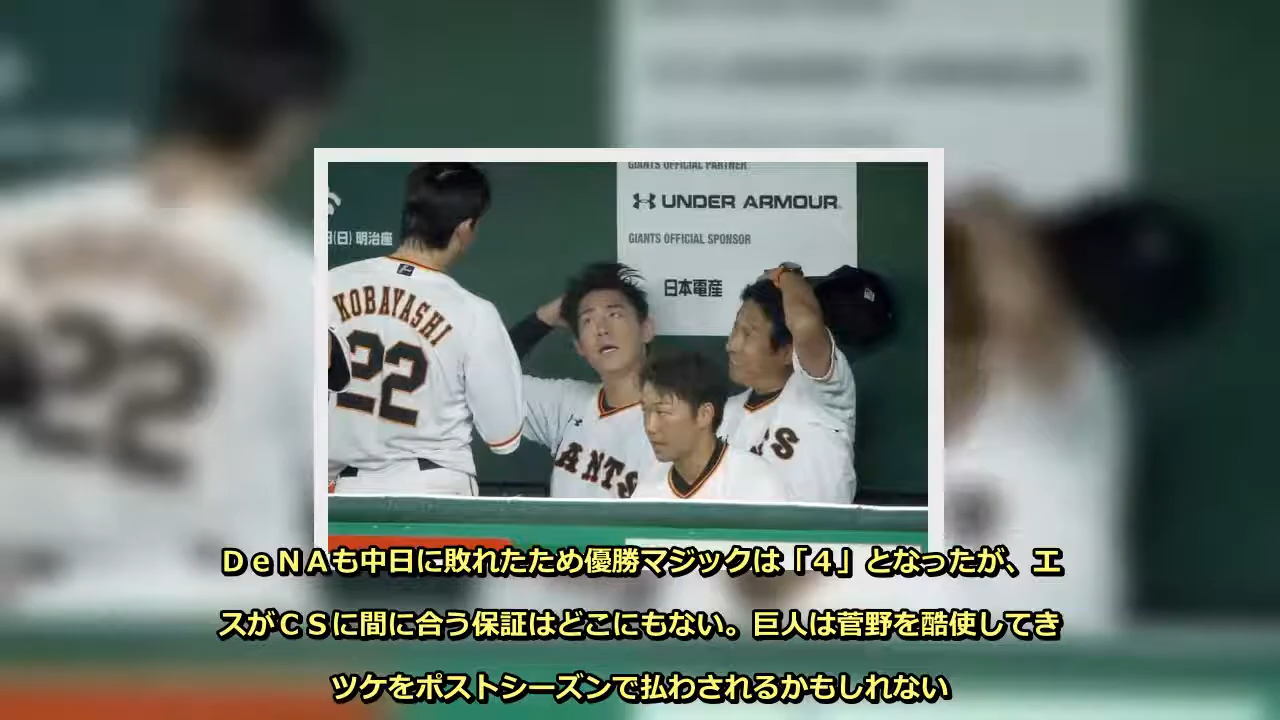 GIANTS OFFICIAL PARTNER
UNDER ARMOUR
GIANTS OFFICIAL SPONSOR
日本電産
(日) 明治座
KOBAYASHI
22
22
ANTS
TS
ＤｅＮＡも中日に敗れたため優勝マジックは「４」となったが、エ
スがＣＳに間に合う保証はどこにもない。巨人は菅野を酷使してき
ツケをポストシーズンで払わされるかもしれない